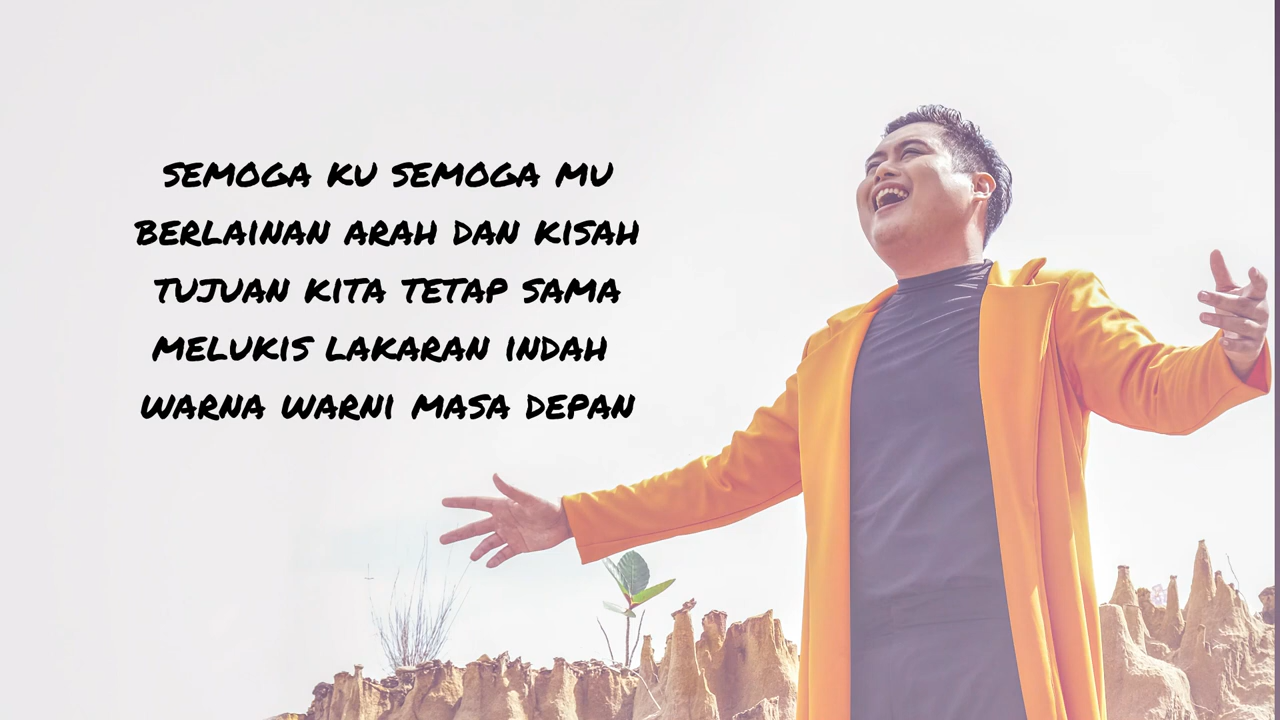 SEMOGA KU SEMOGA MU
BERLAINAN ARAH DAN KISAH
TUJUAN KITA TETAP SAMA
MELUKIS LAKARAN INDAH
WARNA WARNI MASA DEPAN